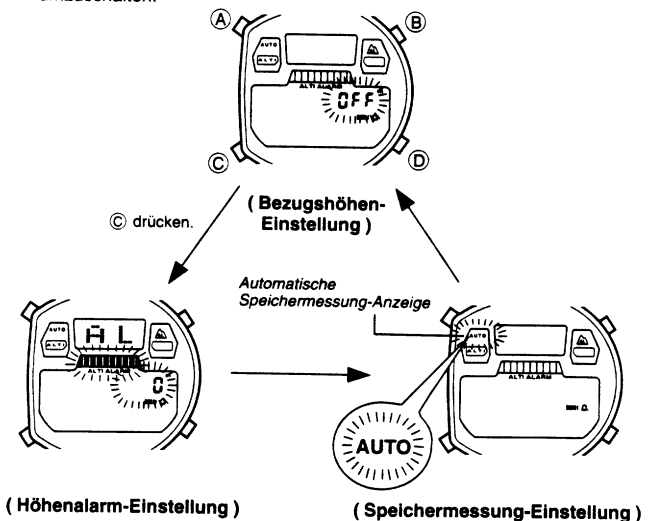 umzuschalten.
Ⓐ
Ⓑ
AUTO
ALTI
ALTI ALARM
OFF
Ⓒ
Ⓓ
( Bezugshöhen-
Einstellung )
Ⓒ drücken.
Automatische
Speichermessung-Anzeige
AUTO
ALTI
AL
ALTI ALARM
0
AUTO
ALTI
ALTI ALARM
AUTO
( Höhenalarm-Einstellung )
( Speichermessung-Einstellung )